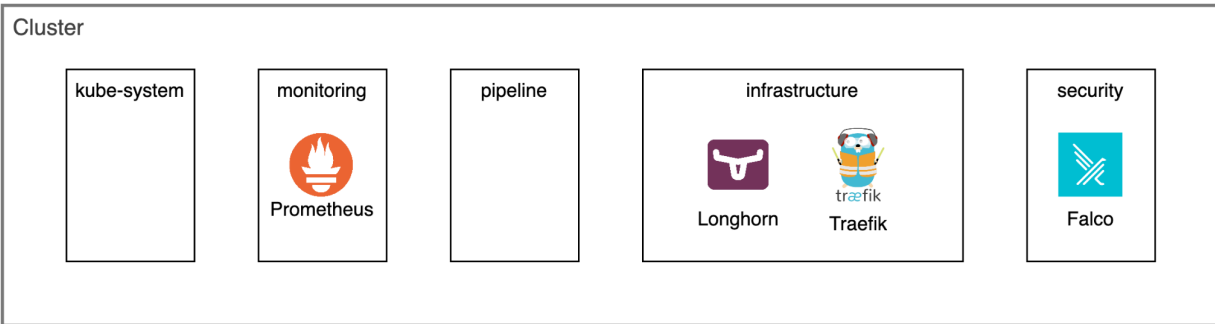 Cluster
kube-system
monitoring
pipeline
infrastructure
security
træfik
Prometheus
Longhorn
Traefik
Falco